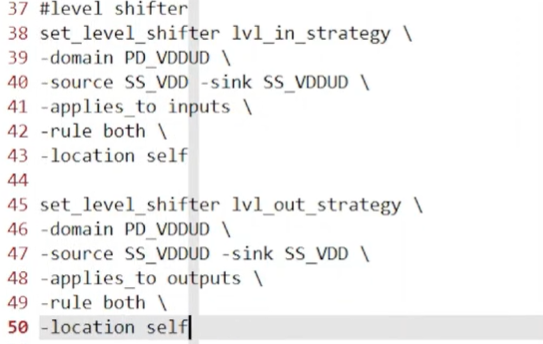 37 #level shifter
38 set_level_shifter lvl_in_strategy \
39 -domain PD_VDDUD \
40 -source SS_VDD -sink SS_VDDUD \
41 -applies_to inputs \
42 -rule both \
43 -location self
44
45 set_level_shifter lvl_out_strategy \
46 -domain PD_VDDUD \
47 -source SS_VDDUD -sink SS_VDD \
48 -applies_to outputs \
49 -rule both \
50 -location self